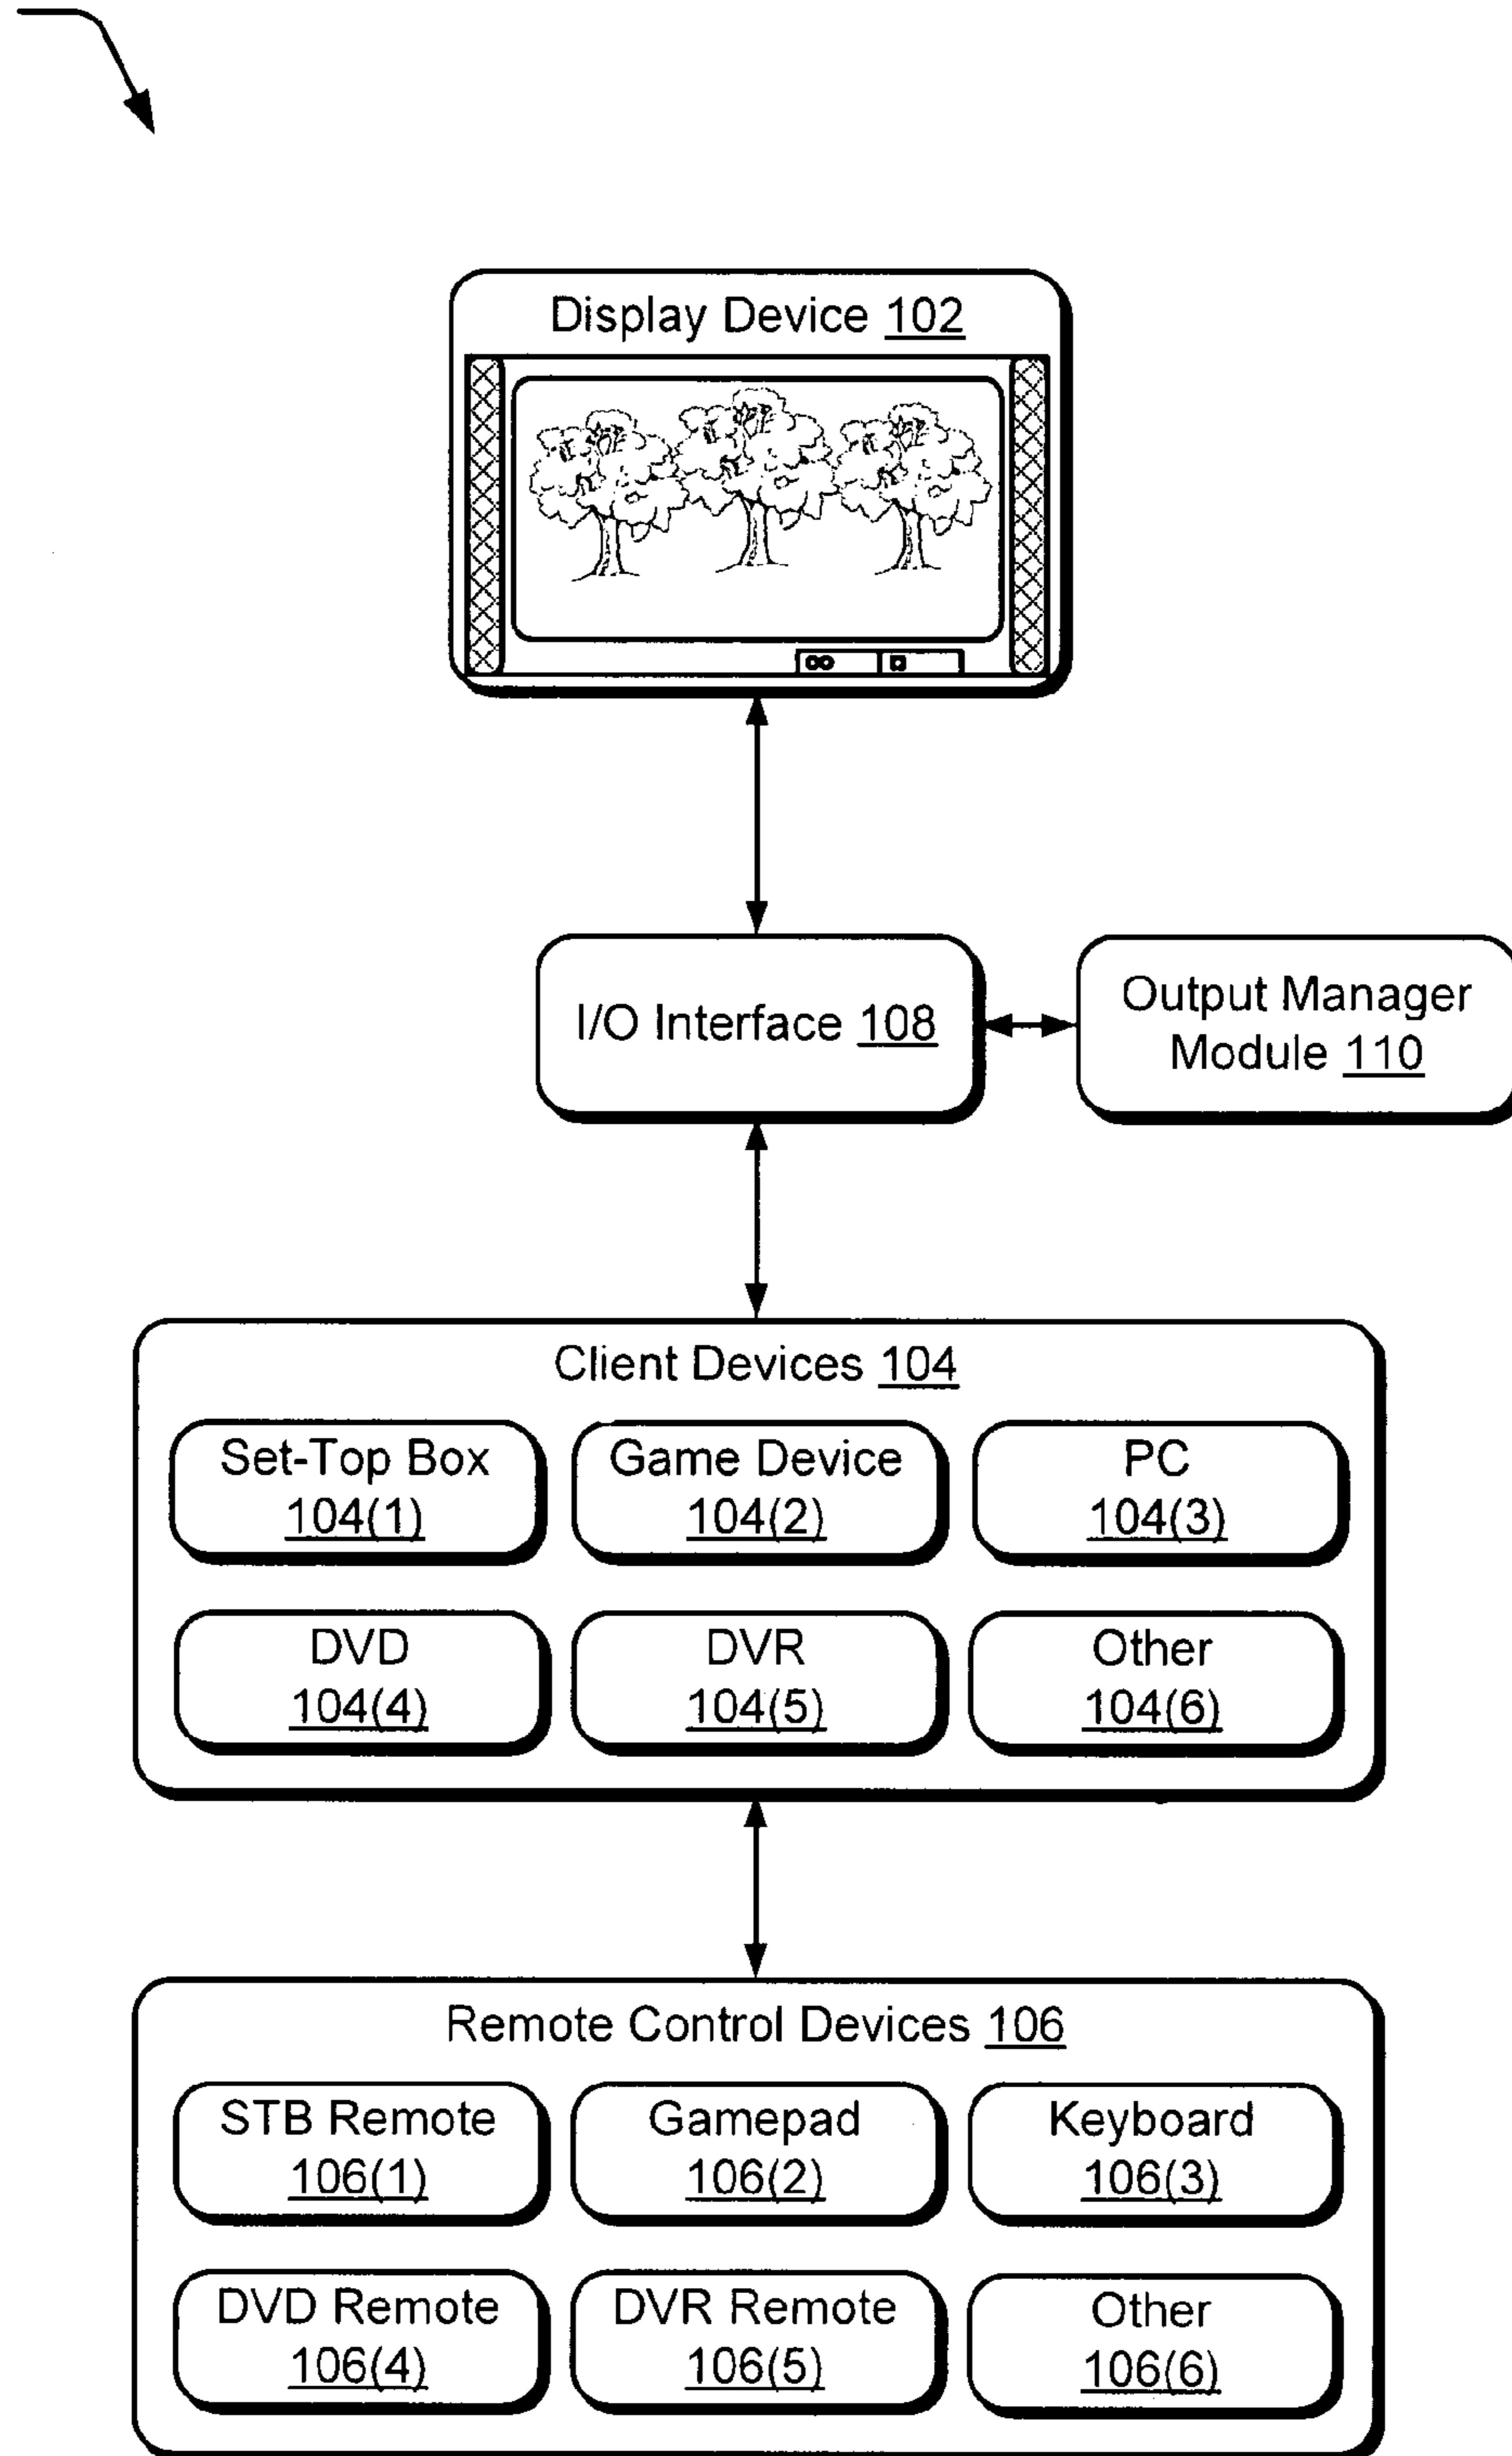 Display Device 102
I/O Interface 108
Output Manager
Module 110
Client Devices 104
Set-Top Box
104(1)
Game Device
104(2)
PC
104(3)
DVD
104(4)
DVR
104(5)
Other
104(6)
Remote Control Devices 106
STB Remote
106(1)
Gamepad
106(2)
Keyboard
106(3)
DVD Remote
106(4)
DVR Remote
106(5)
Other
106(6)